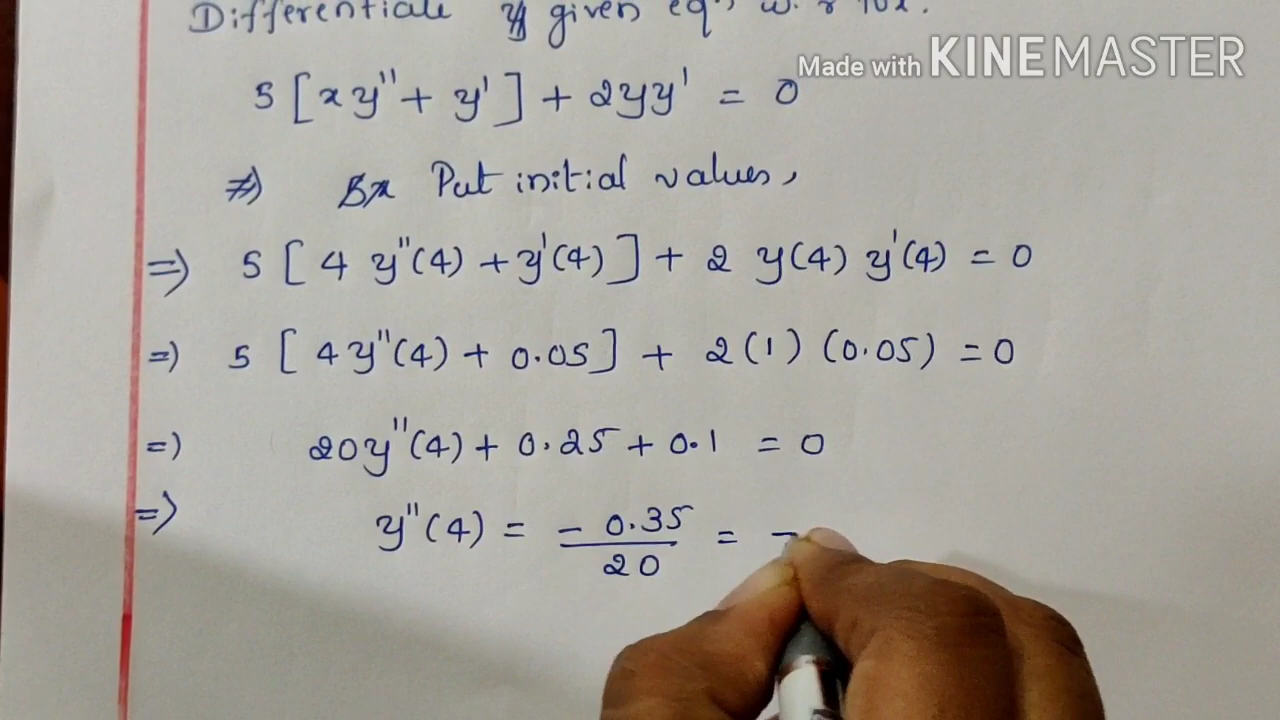 Differentiate given eqn w. r to x.
Made with KINEMASTER
5 [xy" + y'] + 2yy' = 0
Put initial values,
=> 5 [ 4 y"(4) + y'(4) ] + 2 y(4) y'(4) = 0
=) 5 [ 4y"(4) + 0.05 ] + 2 (1) (0.05) = 0
=) 20y"(4) + 0.25 + 0.1 = 0
=> y"(4) = - 0.35 / 20 = -